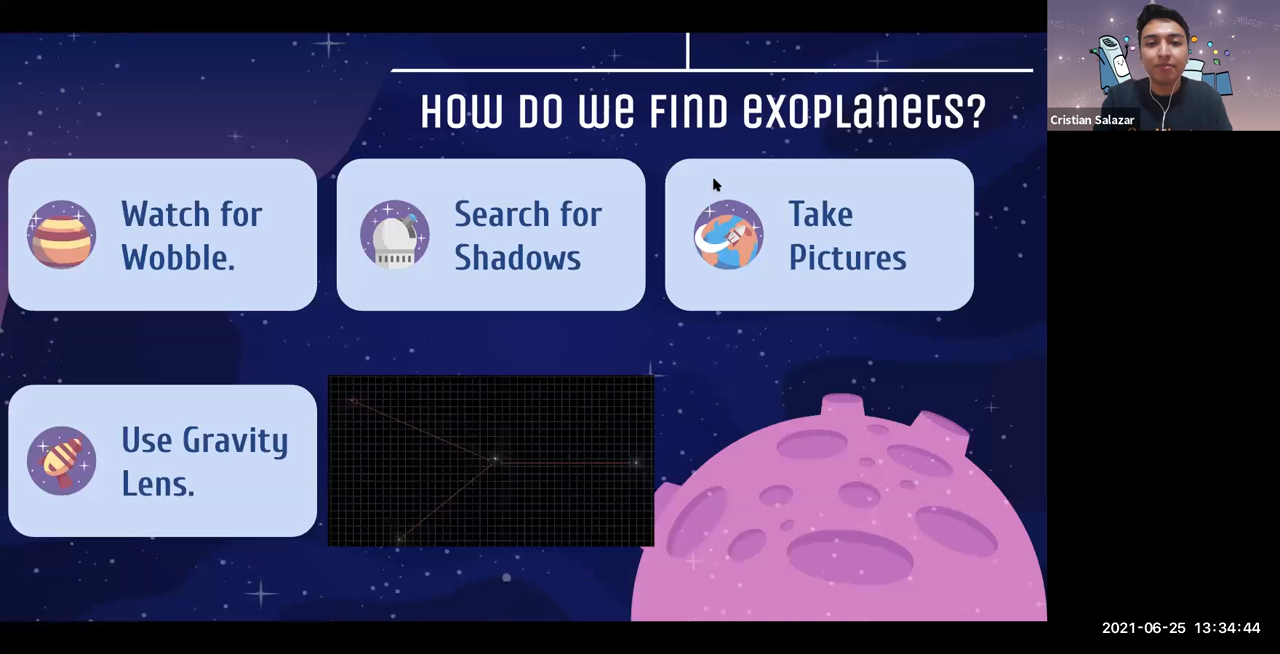 How do we find exoplanets?
Watch for
Wobble.
Search for
Shadows
Take
Pictures
Use Gravity
Lens.
Cristian Salazar
2021-06-25 13:34:44